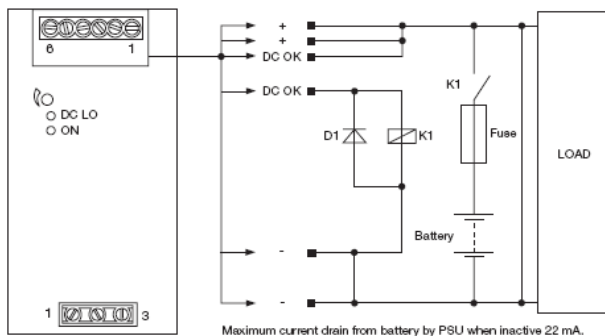 6 1
DC LO
ON
1 3
+
+
DC OK
DC OK
D1 K1
-
-
K1
Fuse
Battery
LOAD
Maximum current drain from battery by PSU when inactive 22 mA.